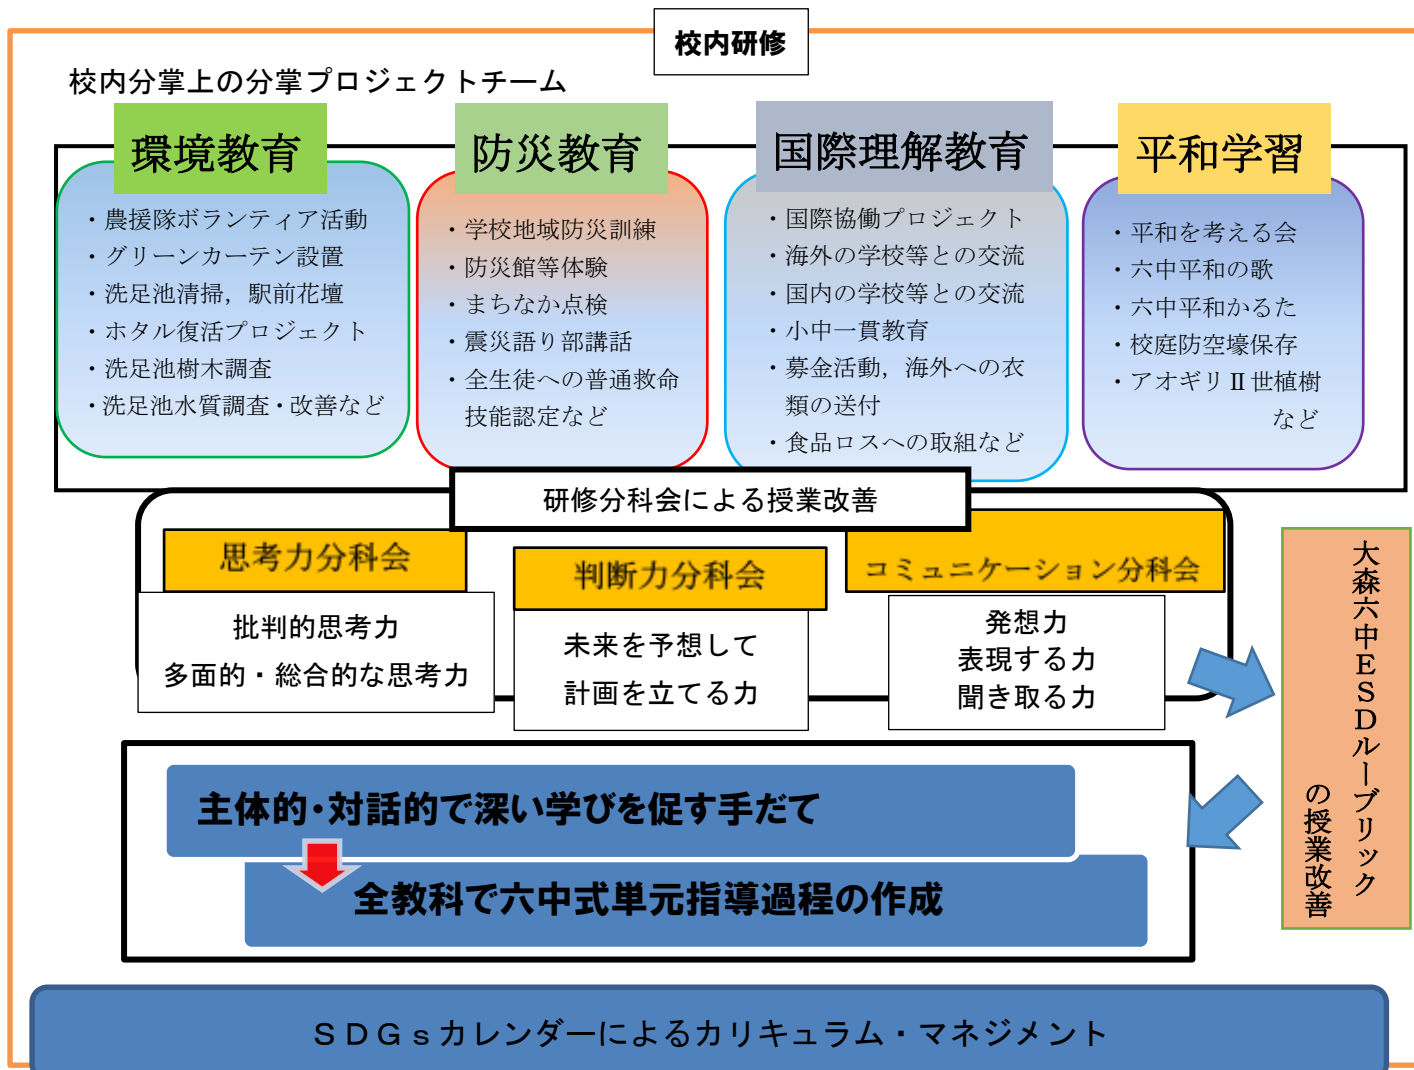 校内研修
校内分掌上の分掌プロジェクトチーム
環境教育
・農援隊ボランティア活動
・グリーンカーテン設置
・洗足池清掃，駅前花壇
・ホタル復活プロジェクト
・洗足池樹木調査
・洗足池水質調査・改善など
防災教育
・学校地域防災訓練
・防災館等体験
・まちなか点検
・震災語り部講話
・全生徒への普通救命
技能認定など
国際理解教育
・国際協働プロジェクト
・海外の学校等との交流
・国内の学校等との交流
・小中一貫教育
・募金活動，海外への衣
類の送付
・食品ロスへの取組など
平和学習
・平和を考える会
・六中平和の歌
・六中平和かるた
・校庭防空壕保存
・アオギリⅡ世植樹
など
研修分科会による授業改善
思考力分科会
批判的思考力
多面的・総合的な思考力
判断力分科会
未来を予想して
計画を立てる力
コミュニケーション分科会
発想力
表現する力
聞き取る力
大森六中ＥＳＤルーブリック
の授業改善
主体的・対話的で深い学びを促す手だて
全教科で六中式単元指導過程の作成
ＳＤＧｓカレンダーによるカリキュラム・マネジメント